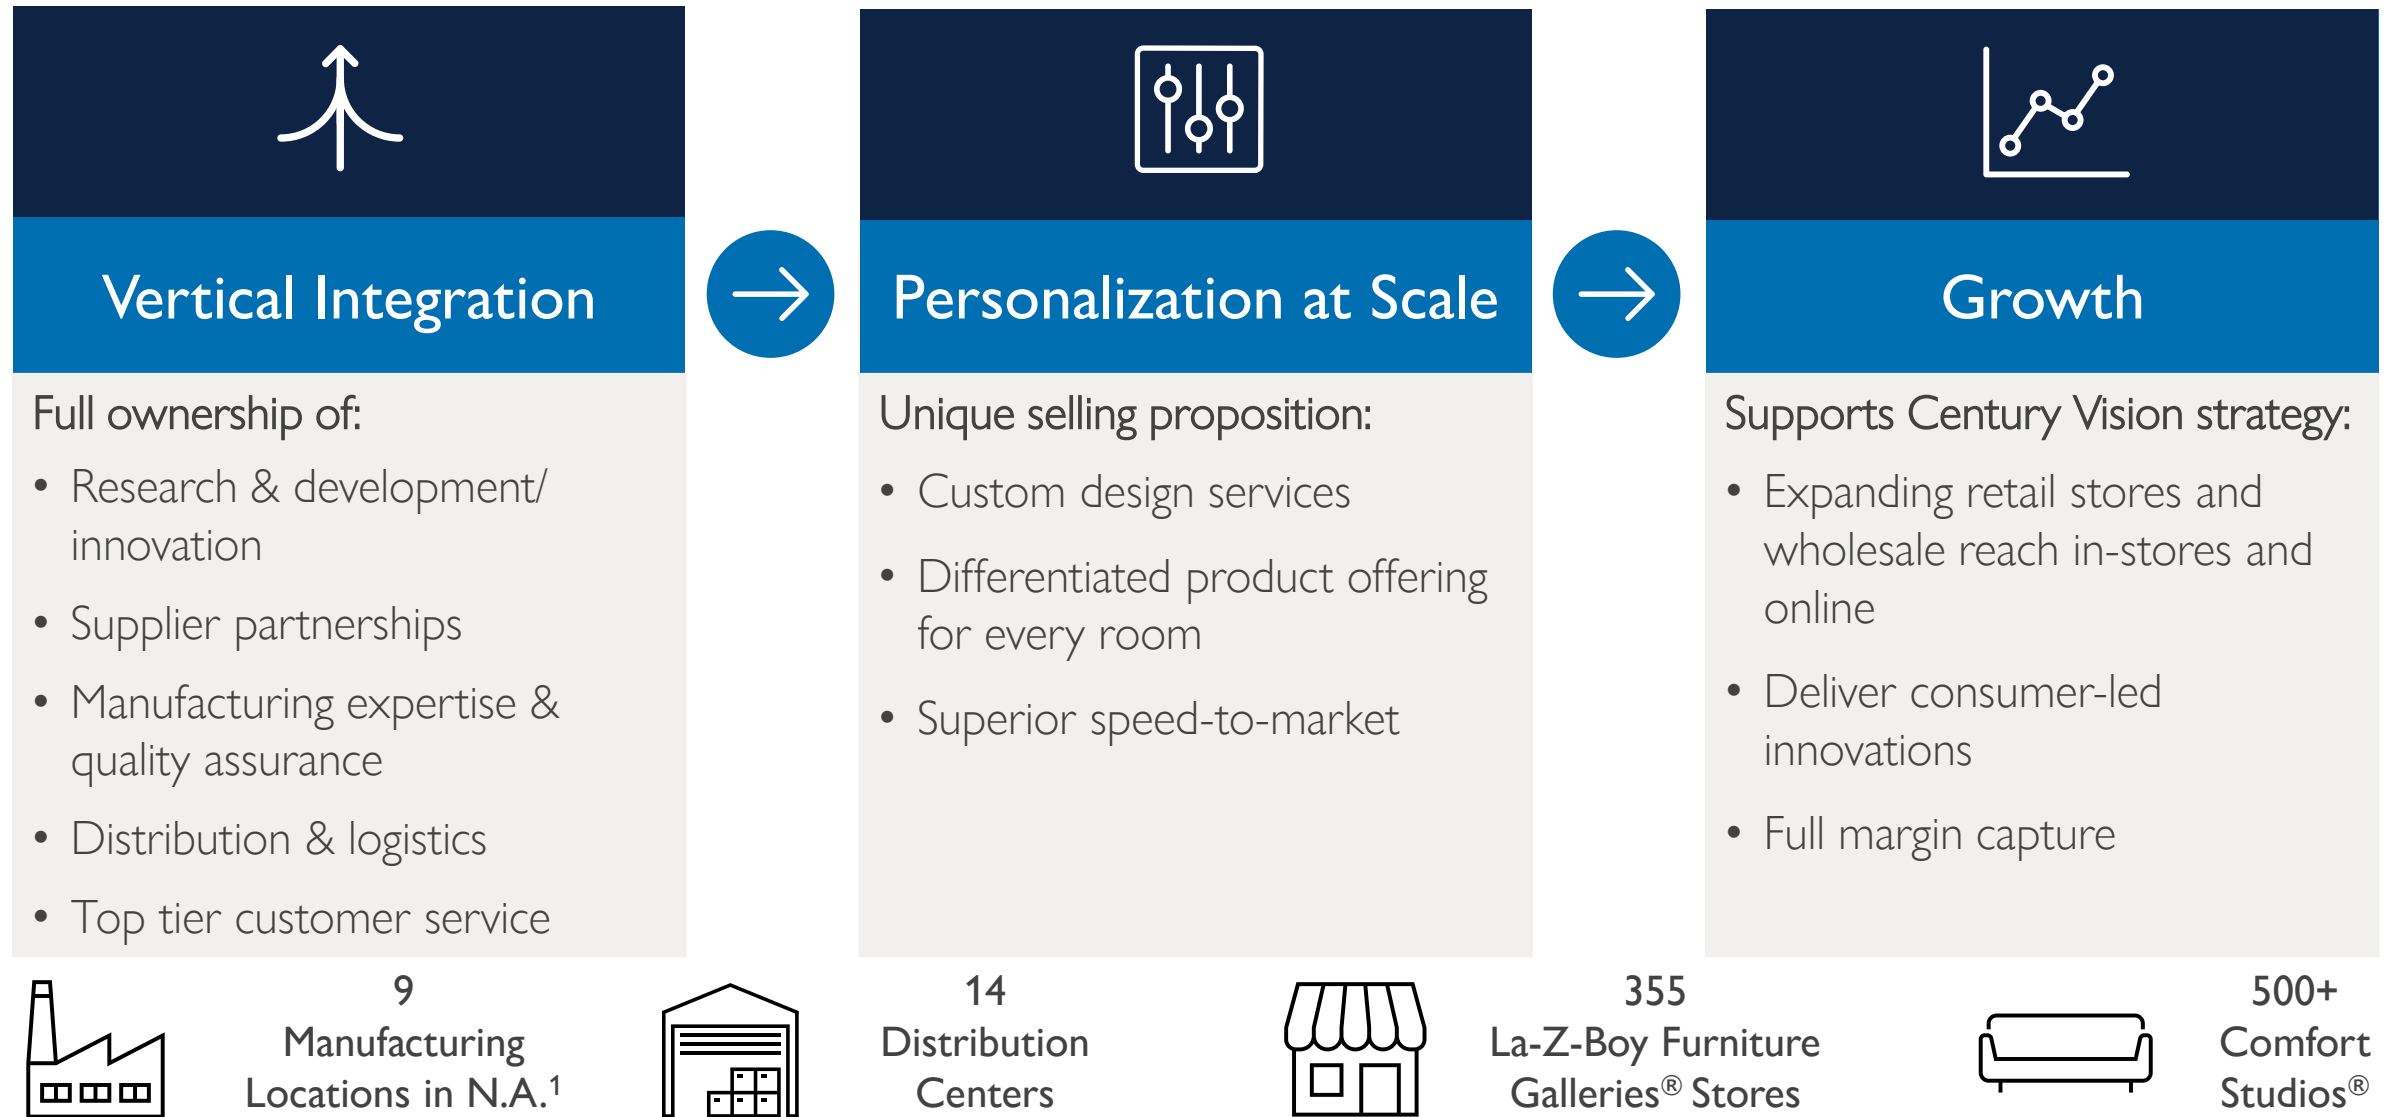 Vertical Integration
Full ownership of:
• Research & development/
innovation
• Supplier partnerships
• Manufacturing expertise &
quality assurance
• Distribution & logistics
• Top tier customer service
Personalization at Scale
Unique selling proposition:
• Custom design services
• Differentiated product offering
for every room
• Superior speed-to-market
Growth
Supports Century Vision strategy:
• Expanding retail stores and
wholesale reach in-stores and
online
• Deliver consumer-led
innovations
• Full margin capture
9
Manufacturing
Locations in N.A.¹
14
Distribution
Centers
355
La-Z-Boy Furniture
Galleries® Stores
500+
Comfort
Studios®